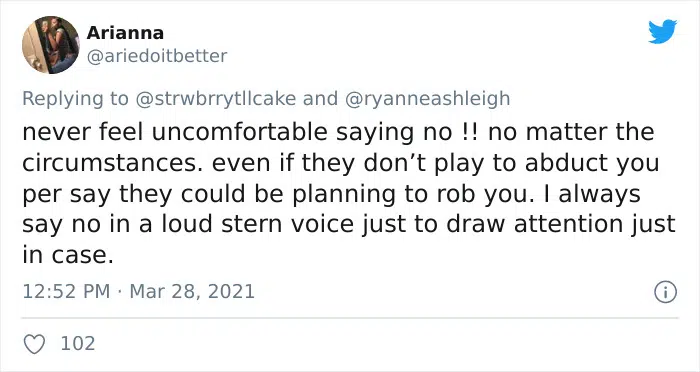 Arianna
@ariedoitbetter
Replying to @strwbrrytllcake and @ryanneashleigh
never feel uncomfortable saying no !! no matter the
circumstances. even if they don’t play to abduct you
per say they could be planning to rob you. I always
say no in a loud stern voice just to draw attention just
in case.
12:52 PM · Mar 28, 2021
102